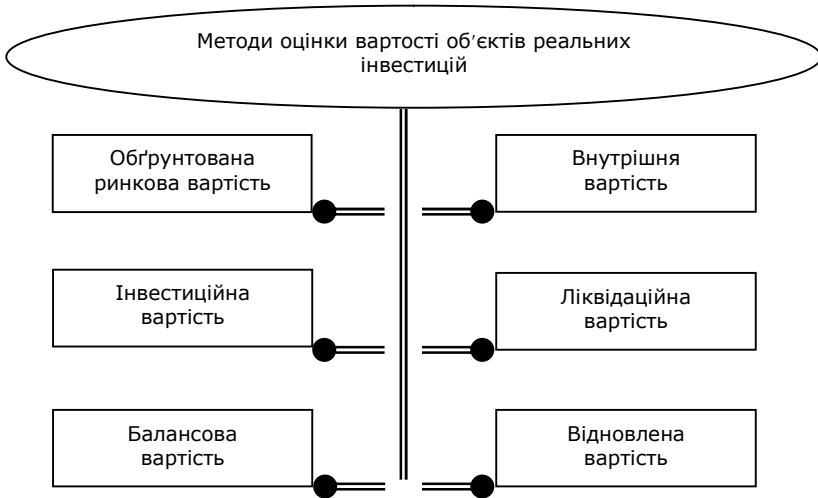 Методи оцінки вартості об′єктів реальних
інвестицій
Обґрунтована
ринкова вартість
Внутрішня
вартість
Інвестиційна
вартість
Ліквідаційна
вартість
Балансова
вартість
Відновлена
вартість